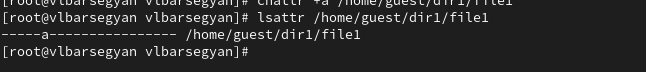 [root@vlbarsegyan vlbarsegyan]# chattr +a /home/guest/dir1/file1
[root@vlbarsegyan vlbarsegyan]# lsattr /home/guest/dir1/file1
-----a---------------- /home/guest/dir1/file1
[root@vlbarsegyan vlbarsegyan]#